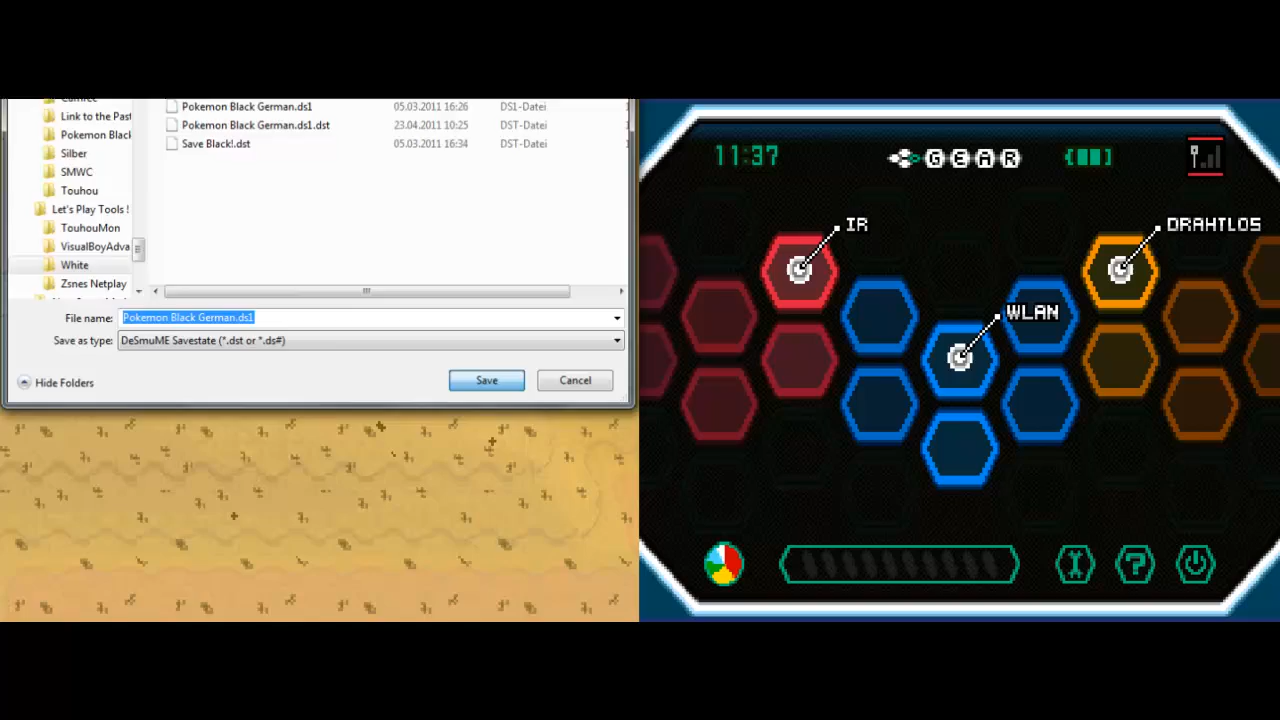 Link to the Past
Pokemon Black
Silber
SMWC
Touhou
Let's Play Tools !
TouhouMon
VisualBoyAdva
White
Zsnes Netplay
Pokemon Black German.ds1 05.03.2011 16:26 DS1-Datei
Pokemon Black German.ds1.dst 23.04.2011 10:25 DST-Datei
Save Black!.dst 05.03.2011 16:34 DST-Datei
File name: Pokemon Black German.ds1
Save as type: DeSmuME Savestate (*.dst or *.ds#)
Hide Folders
Save
Cancel
11:37
GEAR
IR
DRAHTLOS
WLAN
?